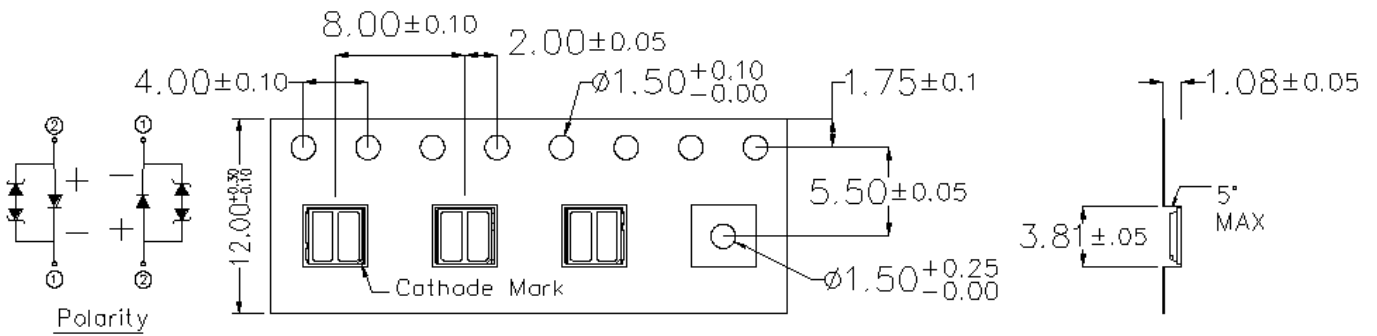 8.00±0.10
2.00±0.05
4.00±0.10
⌀1.50 +0.10 -0.00
1.75±0.1
1.08±0.05
② ①
+ −
− +
① ②
Polarity
12.00 +0.30 -0.10
5.50±0.05
Cathode Mark
⌀1.50 +0.25 -0.00
3.81±.05
5°
MAX